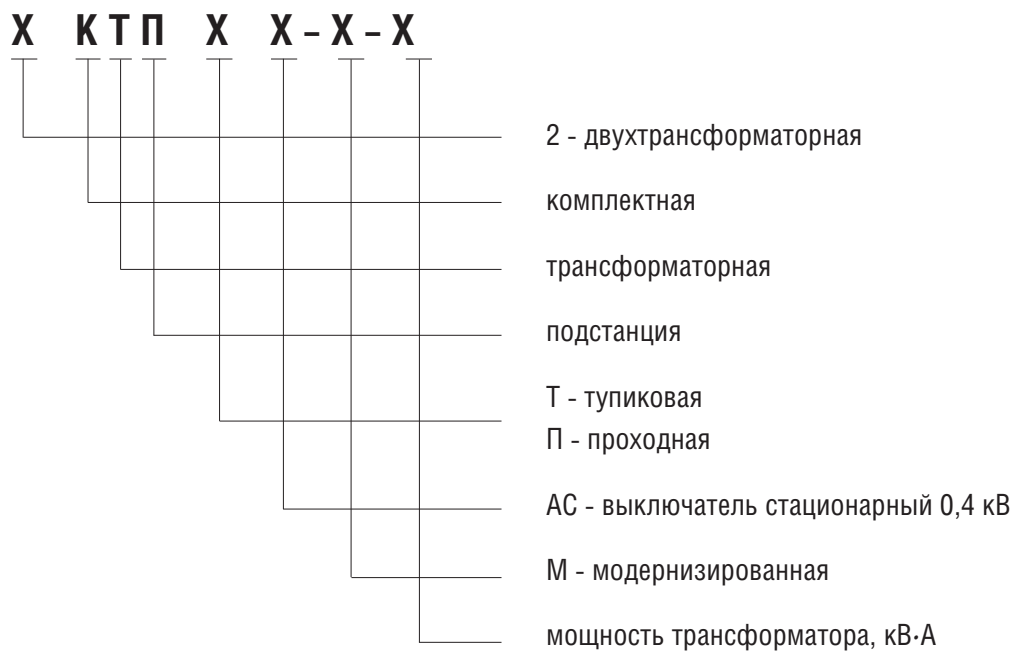 Х КТП Х Х – Х – Х
2 - двухтрансформаторная
комплектная
трансформаторная
подстанция
Т - тупиковая
П - проходная
АС - выключатель стационарный 0,4 кВ
М - модернизированная
мощность трансформатора, кВ·А